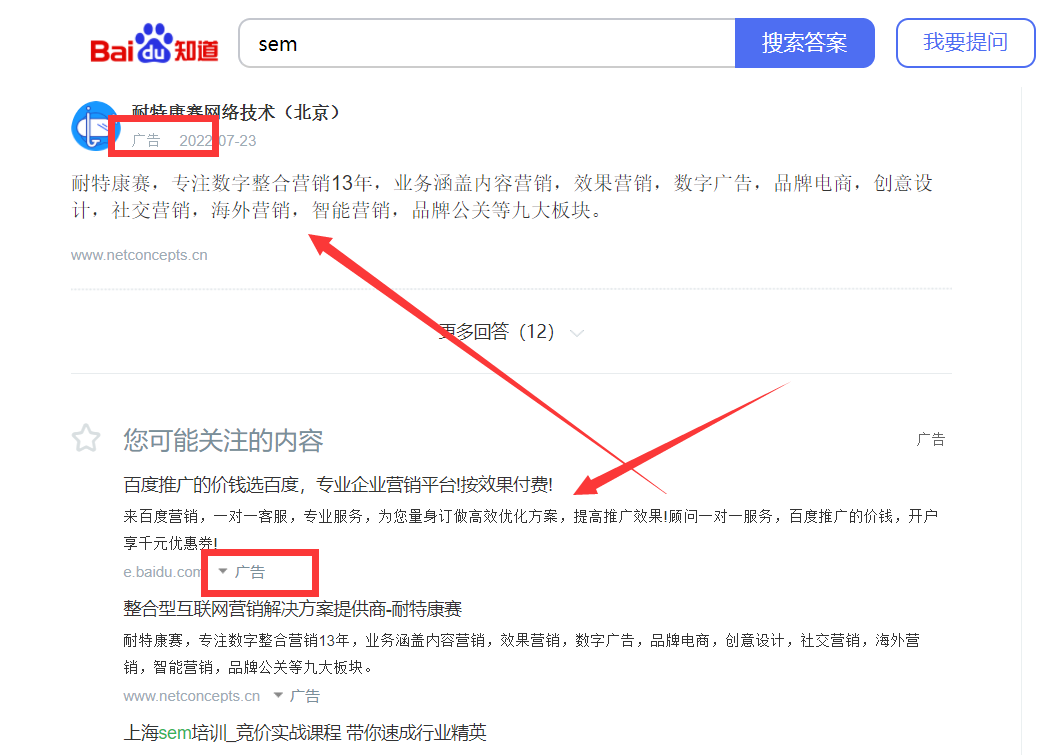 Bai du 知道
sem
搜索答案
我要提问
耐特康赛网络技术（北京）
广告 2022-07-23
耐特康赛，专注数字整合营销13年，业务涵盖内容营销，效果营销，数字广告，品牌电商，创意设
计，社交营销，海外营销，智能营销，品牌公关等九大板块。
www.netconcepts.cn
更多回答（12）
您可能关注的内容
广告
百度推广的价钱选百度，专业企业营销平台!按效果付费!
来百度营销，一对一客服，专业服务，为您量身订做高效优化方案，提高推广效果!顾问一对一服务，百度推广的价钱，开户
享千元优惠券!
e.baidu.com 广告
整合型互联网营销解决方案提供商-耐特康赛
耐特康赛，专注数字整合营销13年，业务涵盖内容营销，效果营销，数字广告，品牌电商，创意设计，社交营销，海外营
销，智能营销，品牌公关等九大板块。
www.netconcepts.cn 广告
上海sem培训_竞价实战课程 带你速成行业精英